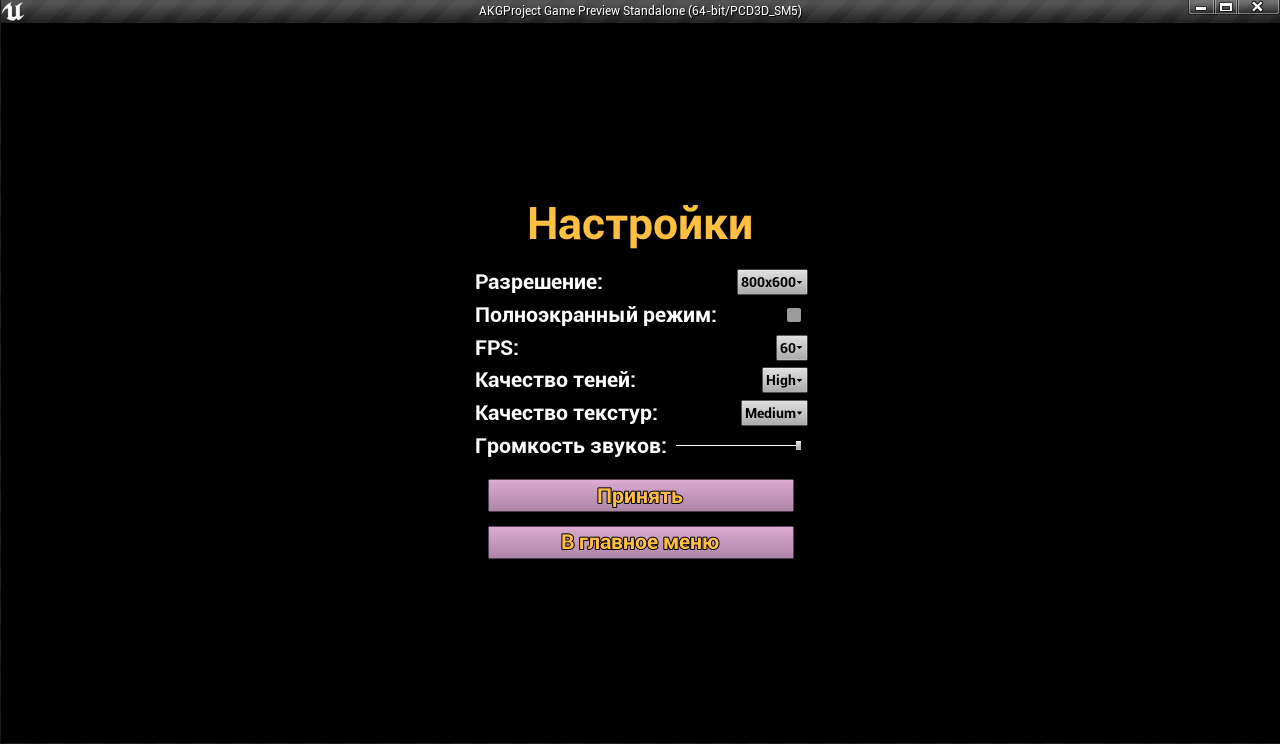 AKGProject Game Preview Standalone (64-bit/PCD3D_SM5)
Настройки
Разрешение: 800x600
Полноэкранный режим:
FPS: 60
Качество теней: High
Качество текстур: Medium
Громкость звуков:
Принять
В главное меню